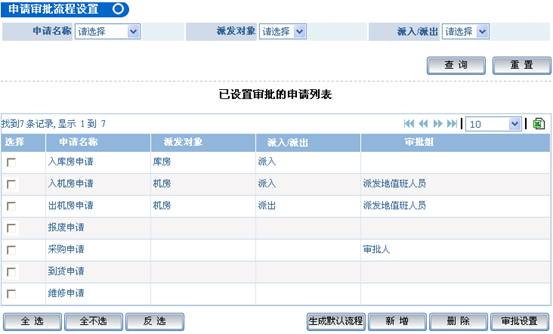 申请审批流程设置
申请名称 请选择 派发对象 请选择 派入/派出 请选择
查 询 重 置
已设置审批的申请列表
找到7 条记录, 显示 1 到 7 10
选择 申请名称 派发对象 派入/派出 审批组
入库房申请 库房 派入
入机房申请 机房 派入 派发地值班人员
出机房申请 机房 派出 派发地值班人员
报废申请
采购申请 审批人
到货申请
维修申请
全 选 全不选 反 选 生成默认流程 新 增 删 除 审批设置